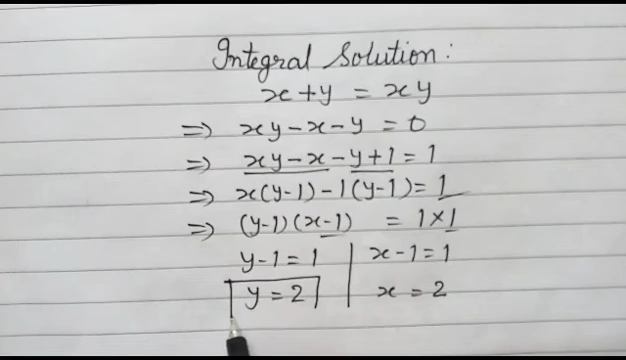 Integral Solution:
x+y = xy
⇒ xy-x-y = 0
⇒ xy-x-y+1=1
⇒ x(y-1)-1(y-1)=1
⇒ (y-1)(x-1) = 1×1
y-1=1 | x-1=1
y=2 | x=2